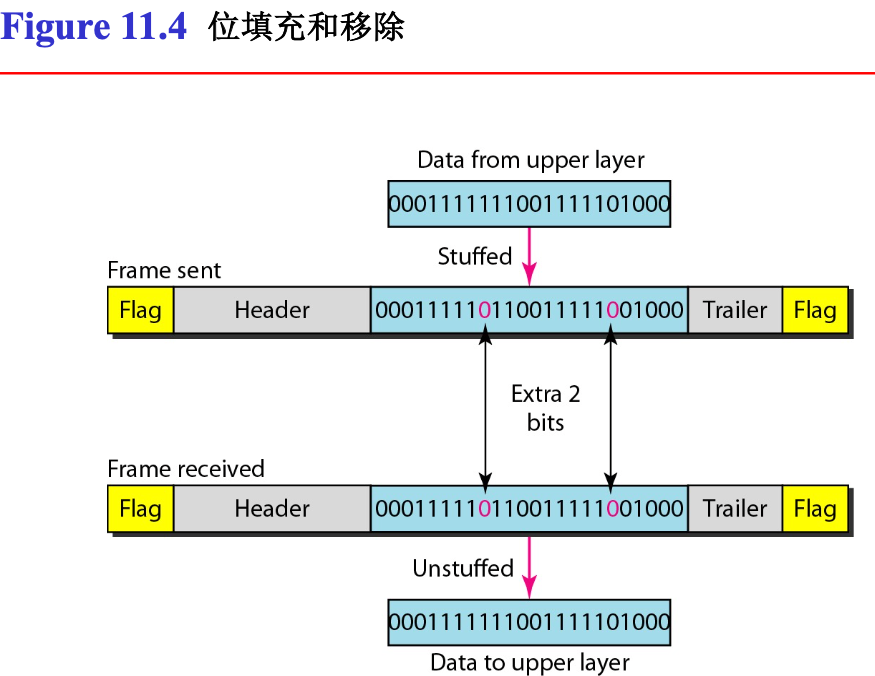 Figure 11.4 位填充和移除
Data from upper layer
0001111111001111101000
Stuffed
Frame sent
Flag Header 000111110110011111001000 Trailer Flag
Extra 2
bits
Frame received
Flag Header 000111110110011111001000 Trailer Flag
Unstuffed
0001111111001111101000
Data to upper layer